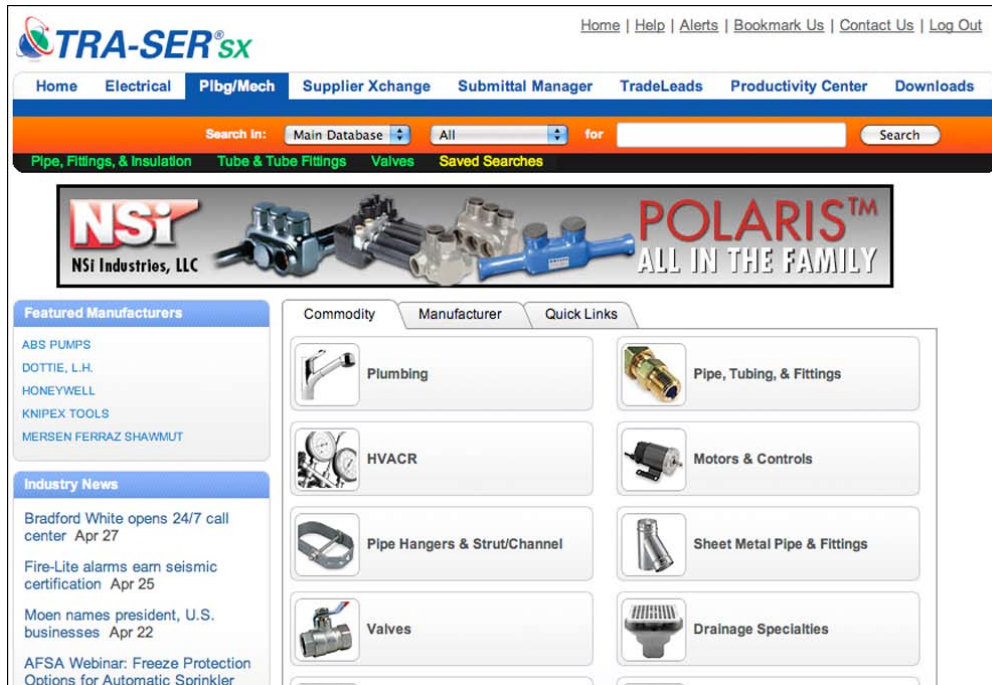 TRA-SER® SX
Home | Help | Alerts | Bookmark Us | Contact Us | Log Out
Home Electrical Plbg/Mech Supplier Xchange Submittal Manager TradeLeads Productivity Center Downloads
Search in: Main Database All for Search
Pipe, Fittings, & Insulation Tube & Tube Fittings Valves Saved Searches
NSi
NSi Industries, LLC
POLARIS™
ALL IN THE FAMILY
Featured Manufacturers
ABS PUMPS
DOTTIE, L.H.
HONEYWELL
KNIPEX TOOLS
MERSEN FERRAZ SHAWMUT
Industry News
Bradford White opens 24/7 call
center Apr 27
Fire-Lite alarms earn seismic
certification Apr 25
Moen names president, U.S.
businesses Apr 22
AFSA Webinar: Freeze Protection
Options for Automatic Sprinkler
Commodity Manufacturer Quick Links
Plumbing
Pipe, Tubing, & Fittings
HVACR
Motors & Controls
Pipe Hangers & Strut/Channel
Sheet Metal Pipe & Fittings
Valves
Drainage Specialties